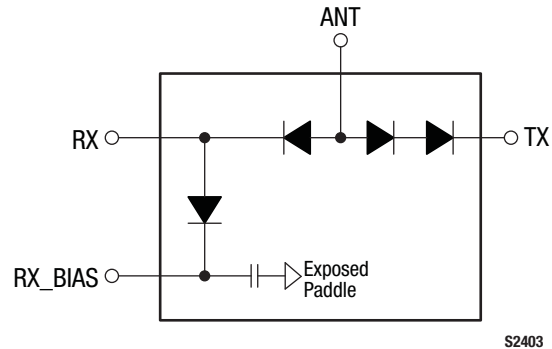 ANT
RX
TX
RX_BIAS
Exposed
Paddle
S2403